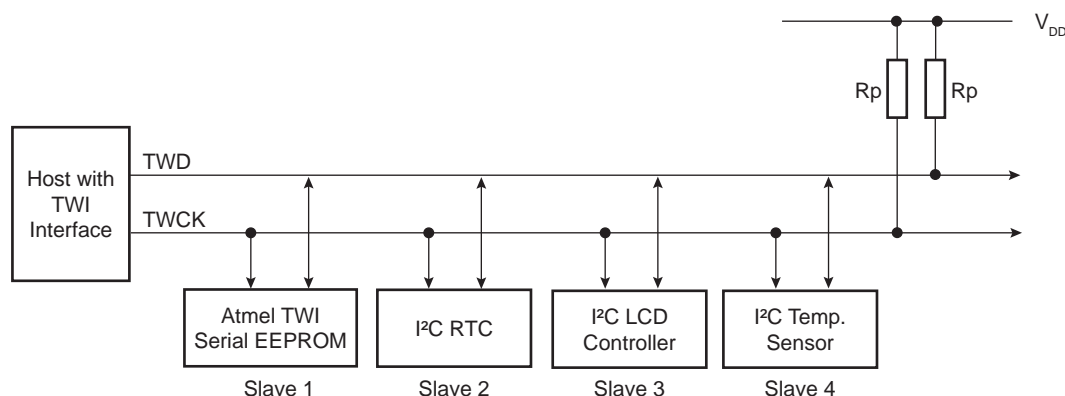 V_DD
Rp Rp
Host with
TWI
Interface
TWD
TWCK
Atmel TWI
Serial EEPROM
Slave 1
I²C RTC
Slave 2
I²C LCD
Controller
Slave 3
I²C Temp.
Sensor
Slave 4